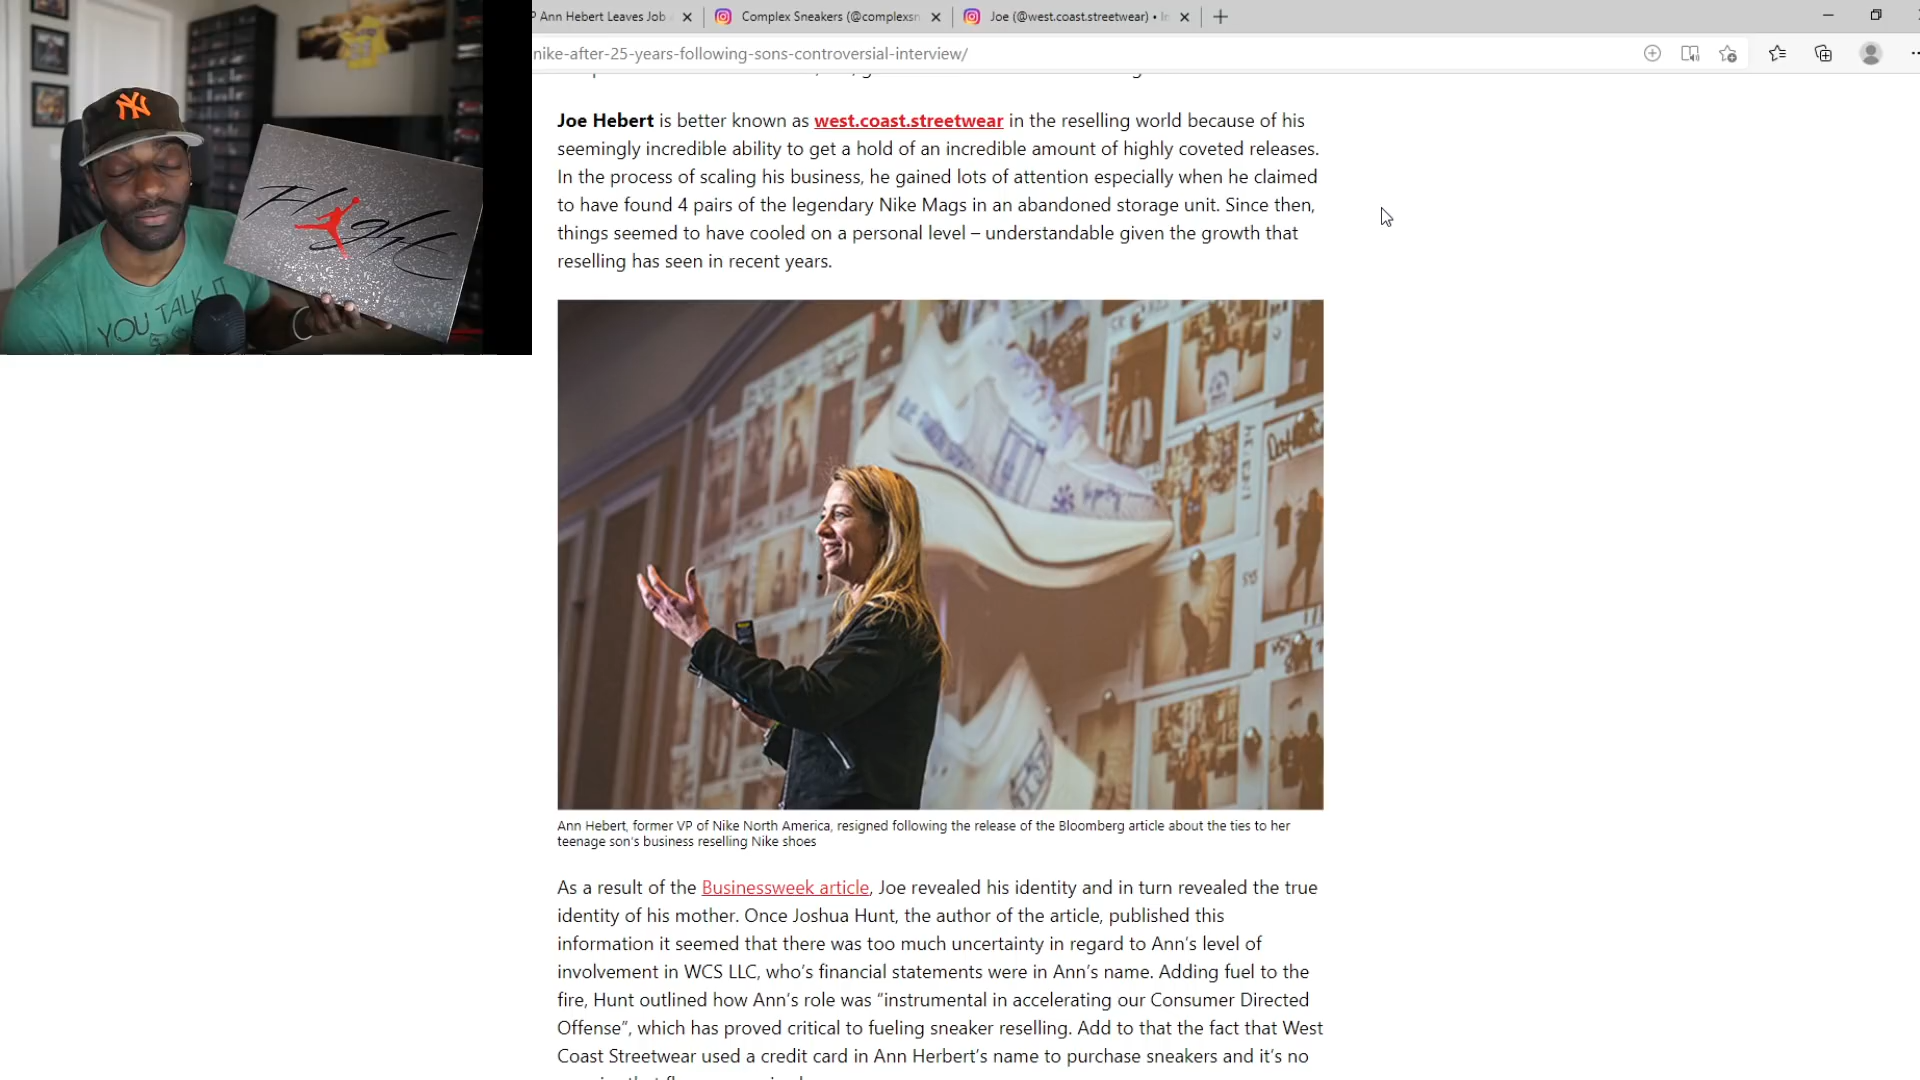 P Ann Hebert Leaves Job
Complex Sneakers (@complexsn
Joe (@west.coast.streetwear) • In
nike-after-25-years-following-sons-controversial-interview/
NY
Flight
YOU TALK IT
Joe Hebert is better known as west.coast.streetwear in the reselling world because of his
seemingly incredible ability to get a hold of an incredible amount of highly coveted releases.
In the process of scaling his business, he gained lots of attention especially when he claimed
to have found 4 pairs of the legendary Nike Mags in an abandoned storage unit. Since then,
things seemed to have cooled on a personal level – understandable given the growth that
reselling has seen in recent years.
Ann Hebert, former VP of Nike North America, resigned following the release of the Bloomberg article about the ties to her
teenage son's business reselling Nike shoes
As a result of the Businessweek article, Joe revealed his identity and in turn revealed the true
identity of his mother. Once Joshua Hunt, the author of the article, published this
information it seemed that there was too much uncertainty in regard to Ann's level of
involvement in WCS LLC, who's financial statements were in Ann's name. Adding fuel to the
fire, Hunt outlined how Ann's role was “instrumental in accelerating our Consumer Directed
Offense”, which has proved critical to fueling sneaker reselling. Add to that the fact that West
Coast Streetwear used a credit card in Ann Herbert's name to purchase sneakers and it's no